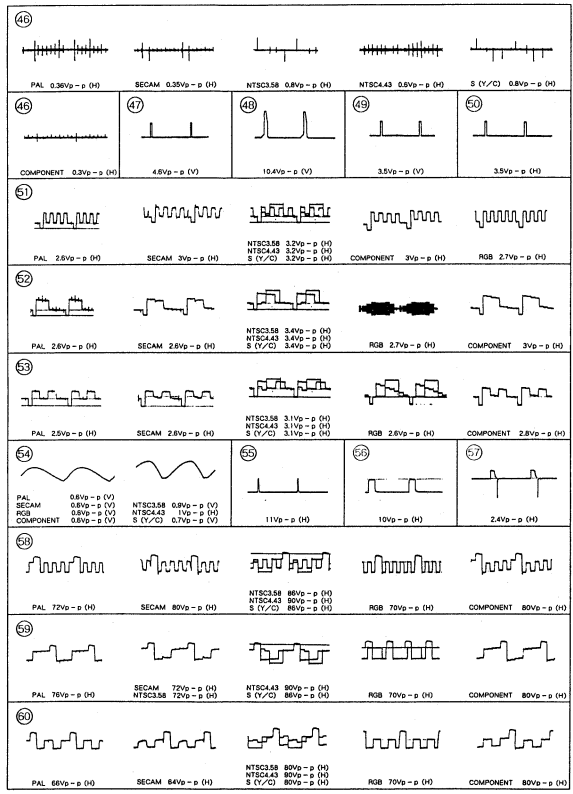 46
PAL 0.36Vp-p (H)
SECAM 0.35Vp-p (H)
NTSC3.58 0.8Vp-p (H)
NTSC4.43 0.6Vp-p (H)
S (Y/C) 0.8Vp-p (H)
46
COMPONENT 0.3Vp-p (H)
47
4.6Vp-p (V)
48
10.4Vp-p (V)
49
3.5Vp-p (V)
50
3.5Vp-p (H)
51
PAL 2.6Vp-p (H)
SECAM 3Vp-p (H)
NTSC3.58 3.2Vp-p (H)
NTSC4.43 3.2Vp-p (H)
S (Y/C) 3.2Vp-p (H)
COMPONENT 3Vp-p (H)
RGB 2.7Vp-p (H)
52
PAL 2.6Vp-p (H)
SECAM 2.6Vp-p (H)
NTSC3.58 3.4Vp-p (H)
NTSC4.43 3.4Vp-p (H)
S (Y/C) 3.4Vp-p (H)
RGB 2.7Vp-p (H)
COMPONENT 3Vp-p (H)
53
PAL 2.5Vp-p (H)
SECAM 2.6Vp-p (H)
NTSC3.58 3.1Vp-p (H)
NTSC4.43 3.1Vp-p (H)
S (Y/C) 3.1Vp-p (H)
RGB 2.6Vp-p (H)
COMPONENT 2.8Vp-p (H)
54
PAL 0.6Vp-p (V)
SECAM 0.6Vp-p (V)
RGB 0.6Vp-p (V)
COMPONENT 0.6Vp-p (V)
NTSC3.58 0.9Vp-p (V)
NTSC4.43 1Vp-p (H)
S (Y/C) 0.7Vp-p (V)
55
11Vp-p (H)
56
10Vp-p (H)
57
2.4Vp-p (H)
58
PAL 72Vp-p (H)
SECAM 80Vp-p (H)
NTSC3.58 86Vp-p (H)
NTSC4.43 90Vp-p (H)
S (Y/C) 86Vp-p (H)
RGB 70Vp-p (H)
COMPONENT 80Vp-p (H)
59
PAL 76Vp-p (H)
SECAM 72Vp-p (H)
NTSC3.58 72Vp-p (H)
NTSC4.43 90Vp-p (H)
S (Y/C) 86Vp-p (H)
RGB 70Vp-p (H)
COMPONENT 80Vp-p (H)
60
PAL 66Vp-p (H)
SECAM 64Vp-p (H)
NTSC3.58 80Vp-p (H)
NTSC4.43 90Vp-p (H)
S (Y/C) 80Vp-p (H)
RGB 70Vp-p (H)
COMPONENT 80Vp-p (H)